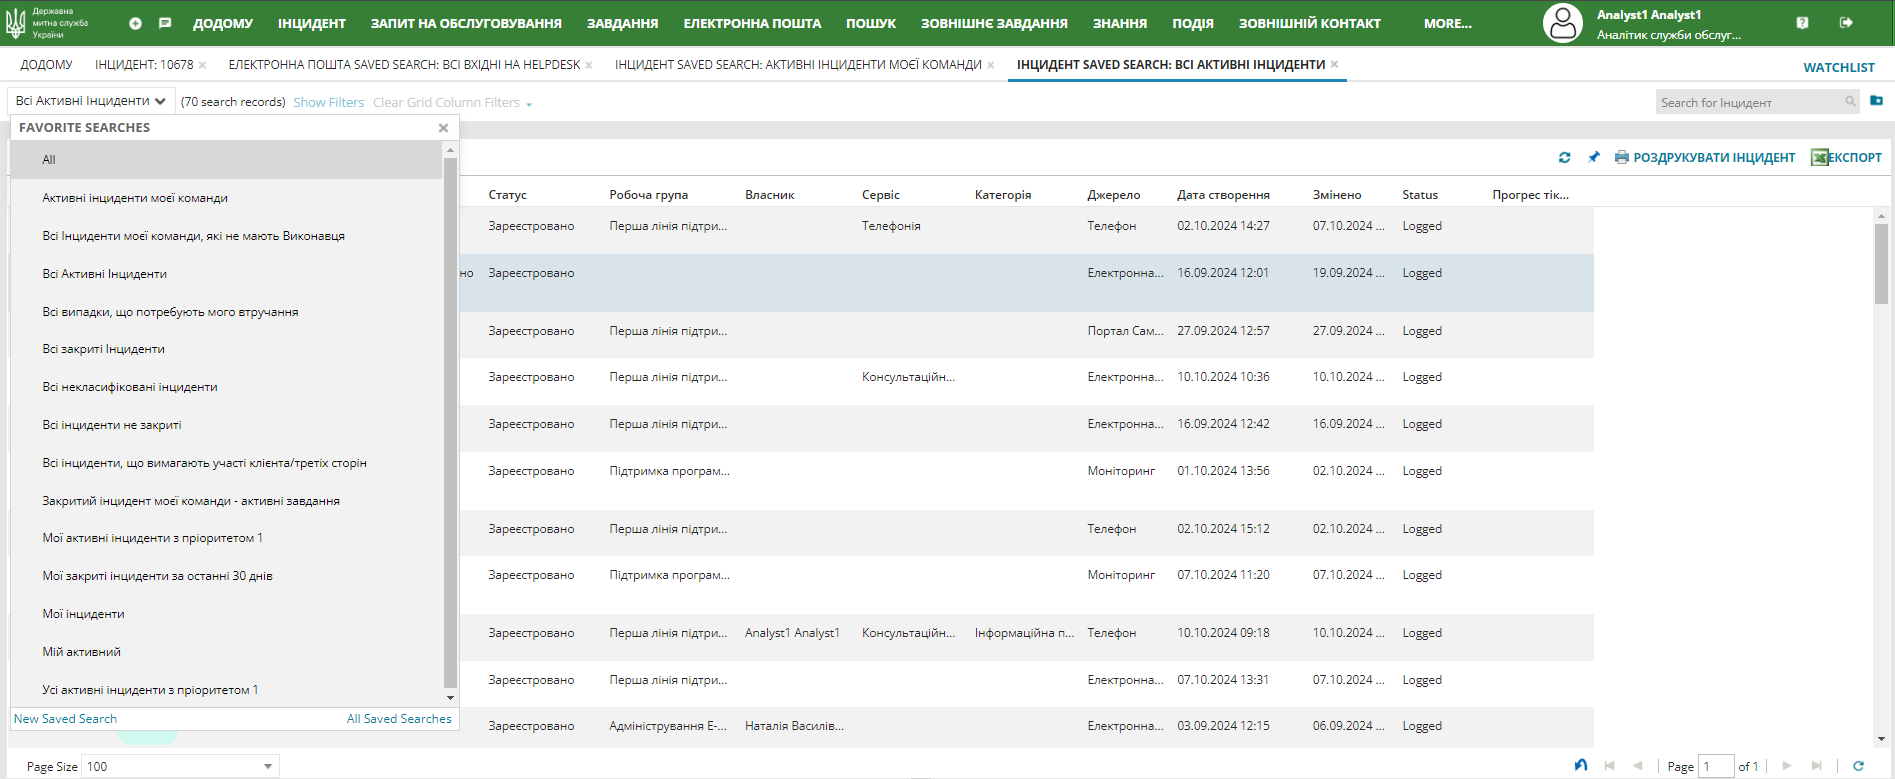 Державна
митна служба
України
ДОДОМУ ІНЦИДЕНТ ЗАПИТ НА ОБСЛУГОВУВАННЯ ЗАВДАННЯ ЕЛЕКТРОННА ПОШТА ПОШУК ЗОВНІШНЄ ЗАВДАННЯ ЗНАННЯ ПОДІЯ ЗОВНІШНІЙ КОНТАКТ MORE...
Analyst1 Analyst1
Аналітик служби обслуг...
ДОДОМУ ІНЦИДЕНТ: 10678 ЕЛЕКТРОННА ПОШТА SAVED SEARCH: ВСІ ВХІДНІ НА HELPDESK ІНЦИДЕНТ SAVED SEARCH: АКТИВНІ ІНЦИДЕНТИ МОЄЇ КОМАНДИ ІНЦИДЕНТ SAVED SEARCH: ВСІ АКТИВНІ ІНЦИДЕНТИ WATCHLIST
Всі Активні Інциденти (70 search records) Show Filters Clear Grid Column Filters Search for Інцидент
FAVORITE SEARCHES
All
Активні інциденти моєї команди
Всі Інциденти моєї команди, які не мають Виконавця
Всі Активні Інциденти
Всі випадки, що потребують мого втручання
Всі закриті Інциденти
Всі некласифіковані інциденти
Всі інциденти не закриті
Всі інциденти, що вимагають участі клієнта/третіх сторін
Закритий інцидент моєї команди - активні завдання
Мої активні інциденти з пріоритетом 1
Мої закриті інциденти за останні 30 днів
Мої інциденти
Мій активний
Усі активні інциденти з пріоритетом 1
New Saved Search All Saved Searches
РОЗДРУКУВАТИ ІНЦИДЕНТ ЕКСПОРТ
Статус Робоча група Власник Сервіс Категорія Джерело Дата створення Змінено Status Прогрес тік...
Зареєстровано Перша лінія підтри... Телефонія Телефон 02.10.2024 14:27 07.10.2024 ... Logged
но Зареєстровано Електронна... 16.09.2024 12:01 19.09.2024 ... Logged
Зареєстровано Перша лінія підтри... Портал Сам... 27.09.2024 12:57 27.09.2024 ... Logged
Зареєстровано Перша лінія підтри... Консультаційн... Електронна... 10.10.2024 10:36 10.10.2024 ... Logged
Зареєстровано Перша лінія підтри... Електронна... 16.09.2024 12:42 16.09.2024 ... Logged
Зареєстровано Підтримка програм... Моніторинг 01.10.2024 13:56 02.10.2024 ... Logged
Зареєстровано Перша лінія підтри... Телефон 02.10.2024 15:12 02.10.2024 ... Logged
Зареєстровано Підтримка програм... Моніторинг 07.10.2024 11:20 07.10.2024 ... Logged
Зареєстровано Перша лінія підтри... Analyst1 Analyst1 Консультаційн... Інформаційна п... Телефон 10.10.2024 09:18 10.10.2024 ... Logged
Зареєстровано Перша лінія підтри... Електронна... 07.10.2024 13:31 07.10.2024 ... Logged
Зареєстровано Адміністрування Е-... Наталія Василів... Електронна... 03.09.2024 12:15 06.09.2024 ... Logged
Page Size 100 Page 1 of 1